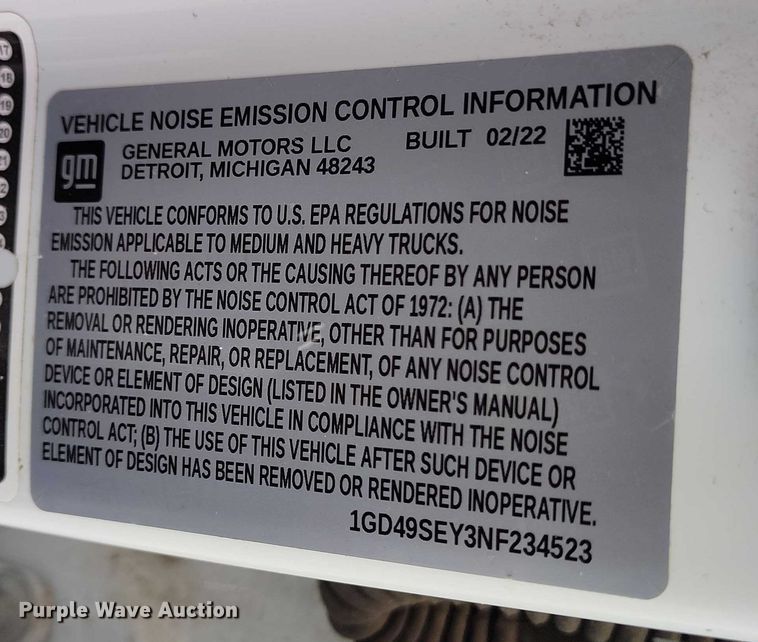 VEHICLE NOISE EMISSION CONTROL INFORMATION
gm
GENERAL MOTORS LLC BUILT 02/22
DETROIT, MICHIGAN 48243
THIS VEHICLE CONFORMS TO U.S. EPA REGULATIONS FOR NOISE
EMISSION APPLICABLE TO MEDIUM AND HEAVY TRUCKS.
THE FOLLOWING ACTS OR THE CAUSING THEREOF BY ANY PERSON
ARE PROHIBITED BY THE NOISE CONTROL ACT OF 1972: (A) THE
REMOVAL OR RENDERING INOPERATIVE, OTHER THAN FOR PURPOSES
OF MAINTENANCE, REPAIR, OR REPLACEMENT, OF ANY NOISE CONTROL
DEVICE OR ELEMENT OF DESIGN (LISTED IN THE OWNER'S MANUAL)
INCORPORATED INTO THIS VEHICLE IN COMPLIANCE WITH THE NOISE
CONTROL ACT; (B) THE USE OF THIS VEHICLE AFTER SUCH DEVICE OR
ELEMENT OF DESIGN HAS BEEN REMOVED OR RENDERED INOPERATIVE.
1GD49SEY3NF234523
Purple Wave Auction